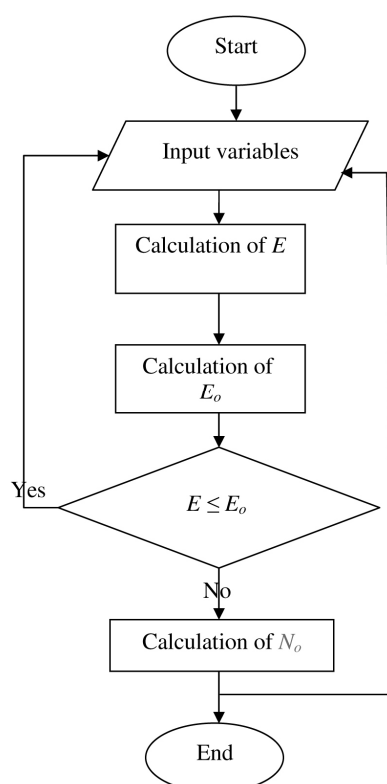 Start
Input variables
Calculation of E
Calculation of
Eₒ
Yes
E ≤ Eₒ
No
Calculation of Nₒ
End